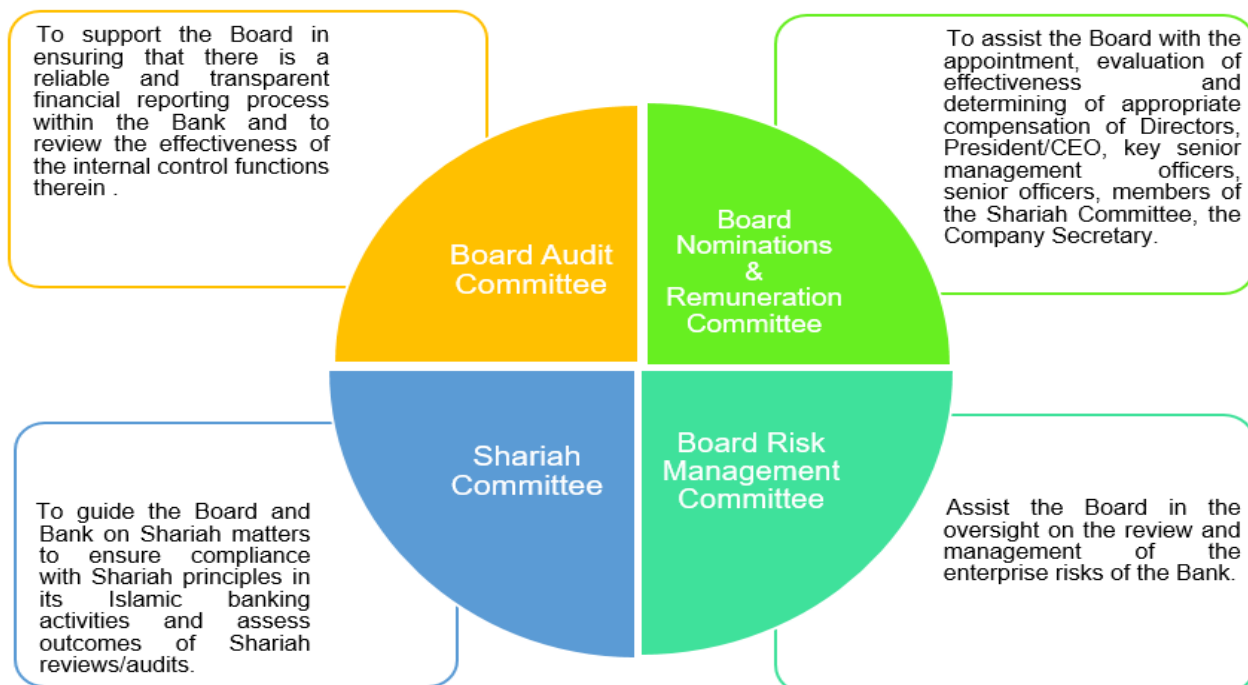 To support the Board in
ensuring that there is a
reliable and transparent
financial reporting process
within the Bank and to
review the effectiveness of
the internal control functions
therein .
To assist the Board with the
appointment, evaluation of
effectiveness and
determining of appropriate
compensation of Directors,
President/CEO, key senior
management officers,
senior officers, members of
the Shariah Committee, the
Company Secretary.
Board Audit
Committee
Board
Nominations
&
Remuneration
Committee
Shariah
Committee
Board Risk
Management
Committee
To guide the Board and
Bank on Shariah matters
to ensure compliance
with Shariah principles in
its Islamic banking
activities and assess
outcomes of Shariah
reviews/audits.
Assist the Board in the
oversight on the review and
management of the
enterprise risks of the Bank.